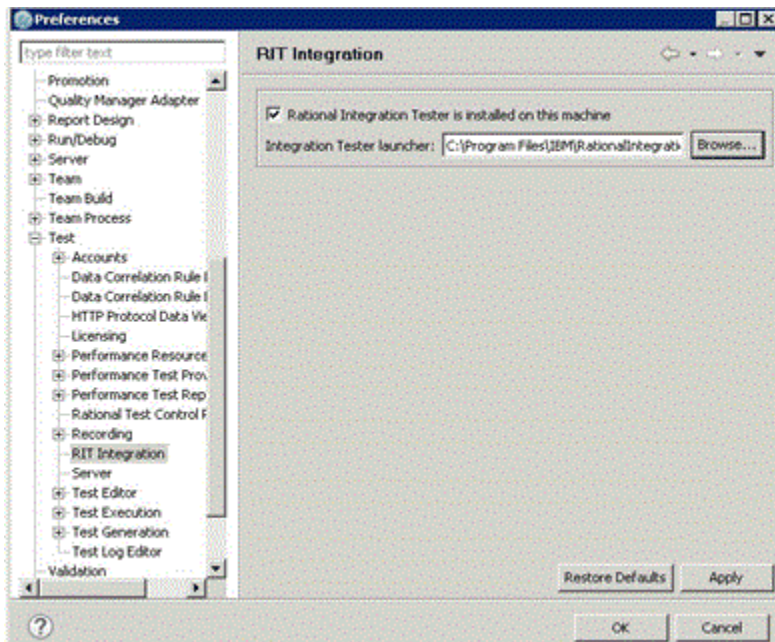 Preferences
type filter text
Promotion
Quality Manager Adapter
Report Design
Run/Debug
Server
Team
Team Build
Team Process
Test
Accounts
Data Correlation Rule
Data Correlation Rule
HTTP Protocol Data Vie
Licensing
Performance Resource
Performance Test Prov
Performance Test Rep
Rational Test Control P
Recording
RIT Integration
Server
Test Editor
Test Execution
Test Generation
Test Log Editor
Validation
RIT Integration
Rational Integration Tester is installed on this machine
Integration Tester launcher: C:\Program Files\IBM\RationalIntegrati Browse...
Restore Defaults Apply
? OK Cancel